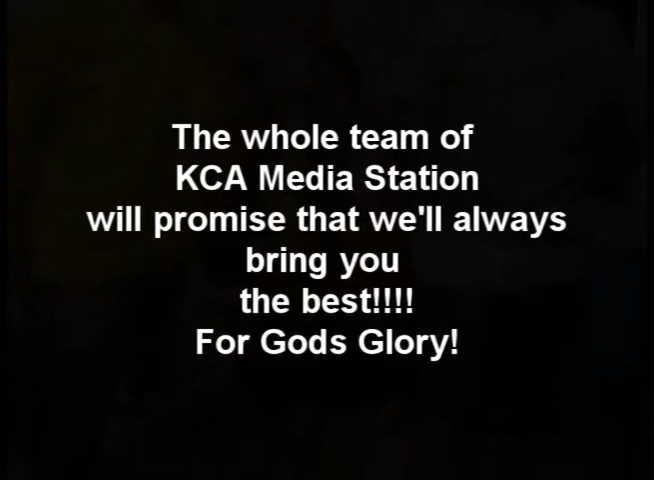 The whole team of
KCA Media Station
will promise that we'll always
bring you
the best!!!!
For Gods Glory!